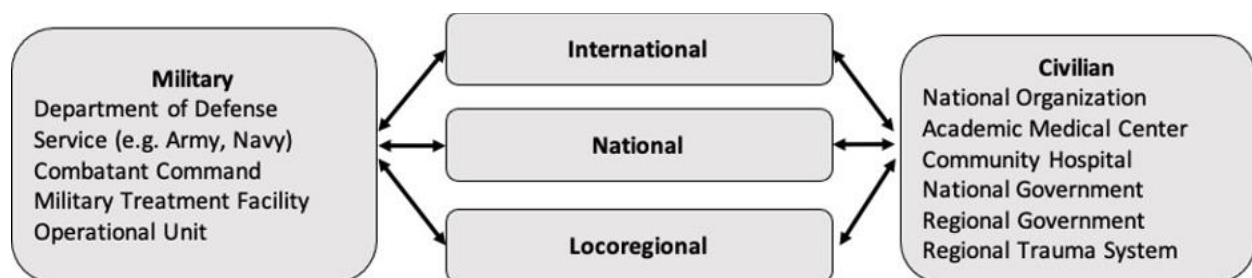 Military
Department of Defense
Service (e.g. Army, Navy)
Combatant Command
Military Treatment Facility
Operational Unit
International
National
Locoregional
Civilian
National Organization
Academic Medical Center
Community Hospital
National Government
Regional Government
Regional Trauma System